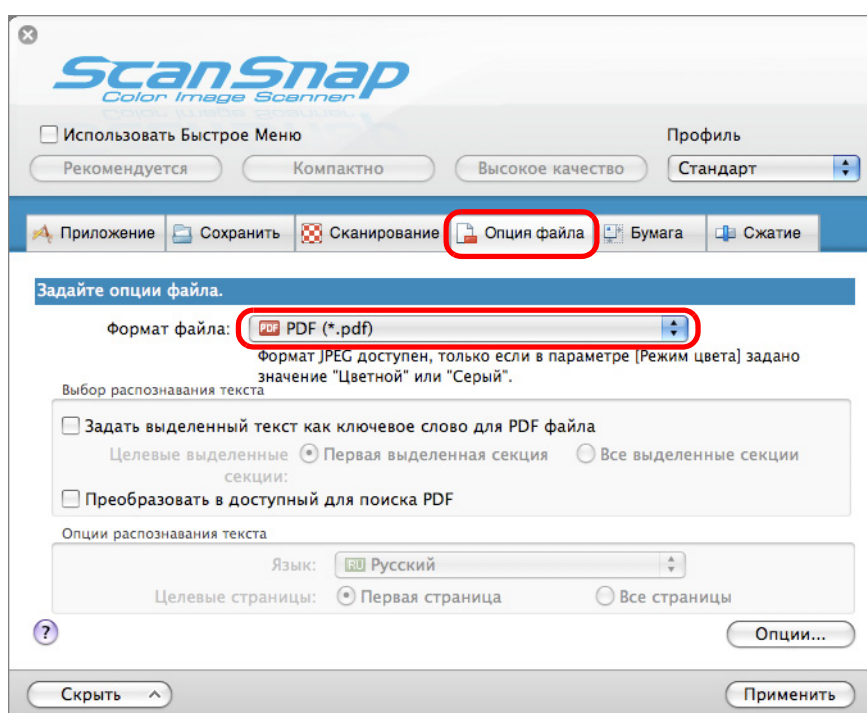 ScanSnap
Color Image Scanner
Использовать Быстрое Меню
Профиль
Рекомендуется Компактно Высокое качество Стандарт
Приложение Сохранить Сканирование Опция файла Бумага Сжатие
Задайте опции файла.
Формат файла: PDF PDF (*.pdf)
Формат JPEG доступен, только если в параметре [Режим цвета] задано
значение "Цветной" или "Серый".
Выбор распознавания текста
Задать выделенный текст как ключевое слово для PDF файла
Целевые выделенные секции: Первая выделенная секция Все выделенные секции
Преобразовать в доступный для поиска PDF
Опции распознавания текста
Язык: RU Русский
Целевые страницы: Первая страница Все страницы
? Опции...
Скрыть Применить